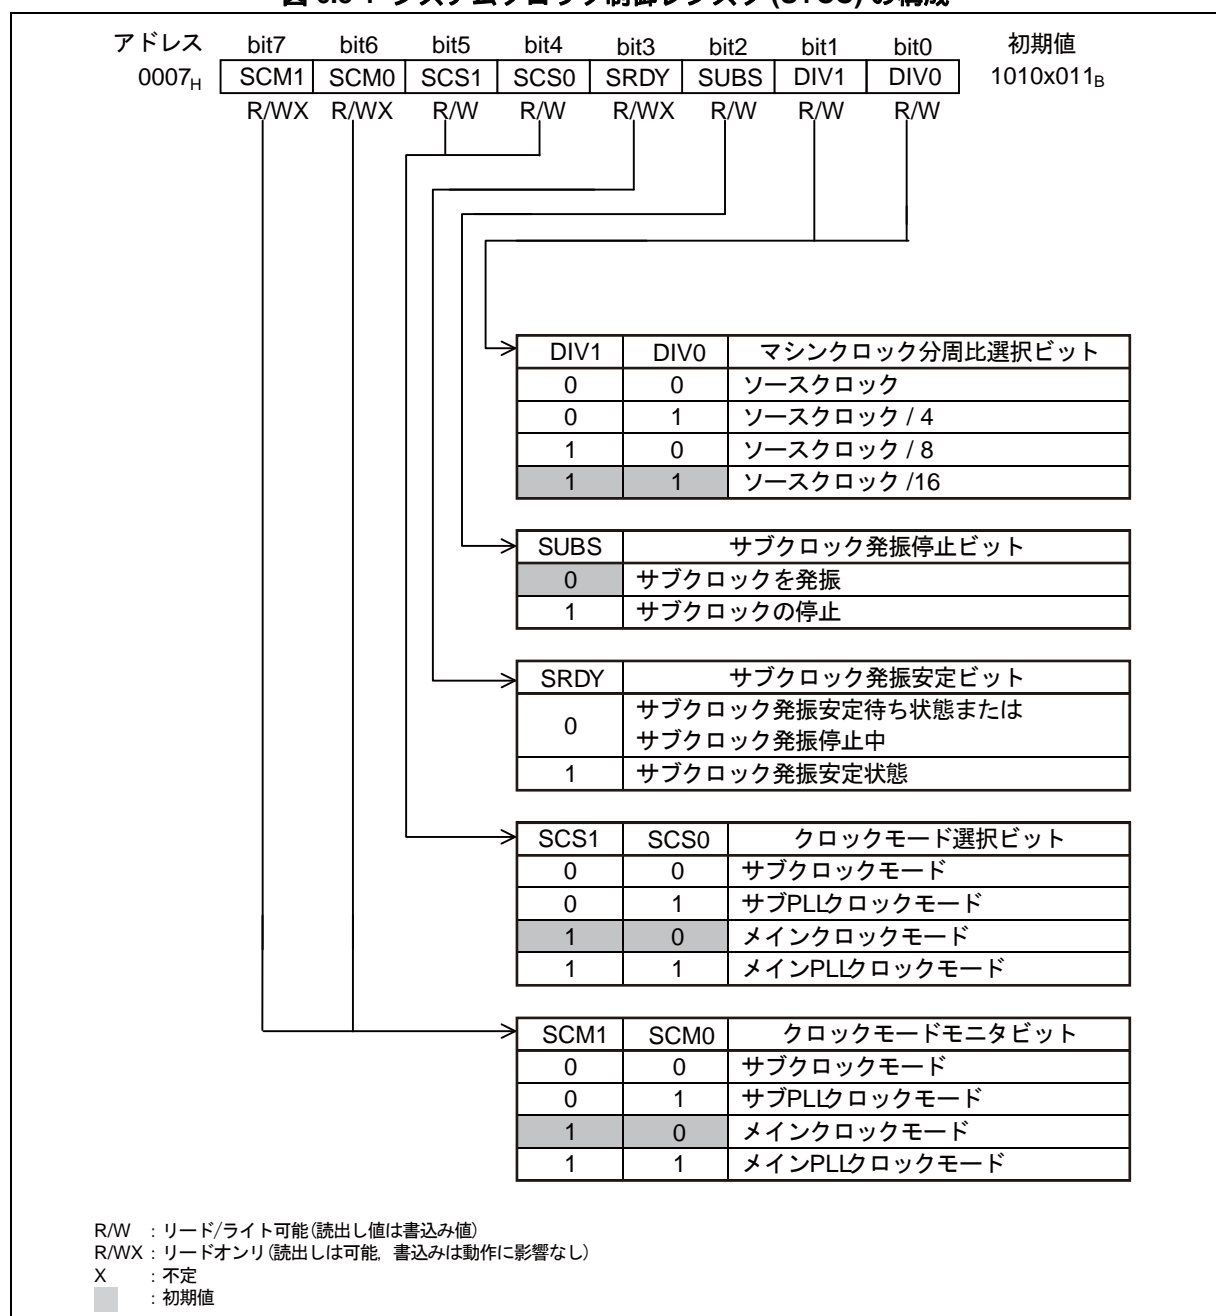 アドレス bit7 bit6 bit5 bit4 bit3 bit2 bit1 bit0 初期値
0007H SCM1 SCM0 SCS1 SCS0 SRDY SUBS DIV1 DIV0 1010x011B
R/WX R/WX R/W R/W R/WX R/W R/W R/W
DIV1 DIV0 マシンクロック分周比選択ビット
0 0 ソースクロック
0 1 ソースクロック / 4
1 0 ソースクロック / 8
1 1 ソースクロック /16
SUBS サブクロック発振停止ビット
0 サブクロックを発振
1 サブクロックの停止
SRDY サブクロック発振安定ビット
0 サブクロック発振安定待ち状態または
サブクロック発振停止中
1 サブクロック発振安定状態
SCS1 SCS0 クロックモード選択ビット
0 0 サブクロックモード
0 1 サブPLLクロックモード
1 0 メインクロックモード
1 1 メインPLLクロックモード
SCM1 SCM0 クロックモードモニタビット
0 0 サブクロックモード
0 1 サブPLLクロックモード
1 0 メインクロックモード
1 1 メインPLLクロックモード
R/W : リード/ライト可能(読出し値は書込み値)
R/WX : リードオンリ(読出しは可能, 書込みは動作に影響なし)
X : 不定
: 初期値